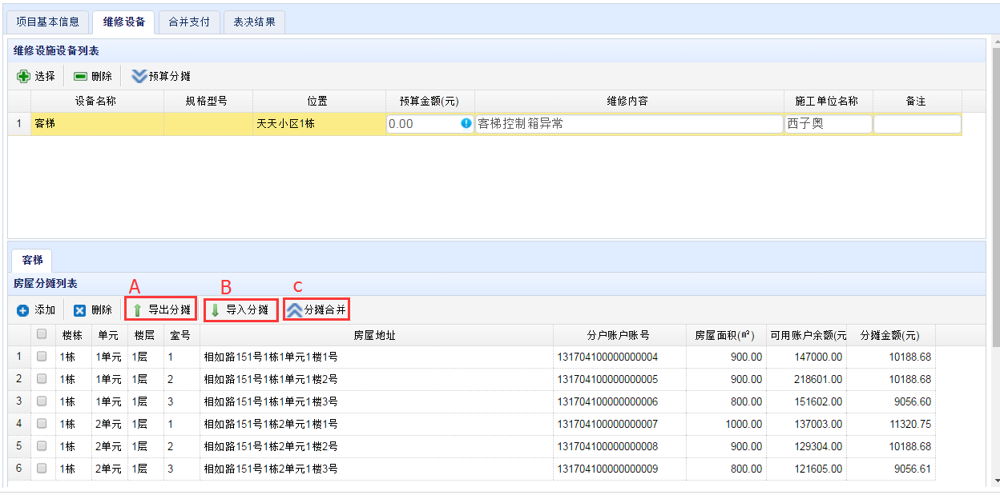 项目基本信息 维修设备 合并支付 表决结果
维修设施设备列表
选择 删除 预算分摊
设备名称 规格型号 位置 预算金额(元) 维修内容 施工单位名称 备注
1 客梯 天天小区1栋 0.00 客梯控制箱异常 西子奥
客梯
房屋分摊列表
A B C
添加 删除 导出分摊 导入分摊 分摊合并
楼栋 单元 楼层 室号 房屋地址 分户账户账号 房屋面积(㎡) 可用账户余额(元 分摊金额(元)
1 1栋 1单元 1层 1 相如路151号1栋1单元1楼1号 131704100000000004 900.00 147000.00 10188.68
2 1栋 1单元 1层 2 相如路151号1栋1单元1楼2号 131704100000000005 900.00 218601.00 10188.68
3 1栋 1单元 1层 3 相如路151号1栋1单元1楼3号 131704100000000006 800.00 151602.00 9056.60
4 1栋 2单元 1层 1 相如路151号1栋2单元1楼1号 131704100000000007 1000.00 137003.00 11320.75
5 1栋 2单元 1层 2 相如路151号1栋2单元1楼2号 131704100000000008 900.00 129304.00 10188.68
6 1栋 2单元 1层 3 相如路151号1栋2单元1楼3号 131704100000000009 800.00 121605.00 9056.61